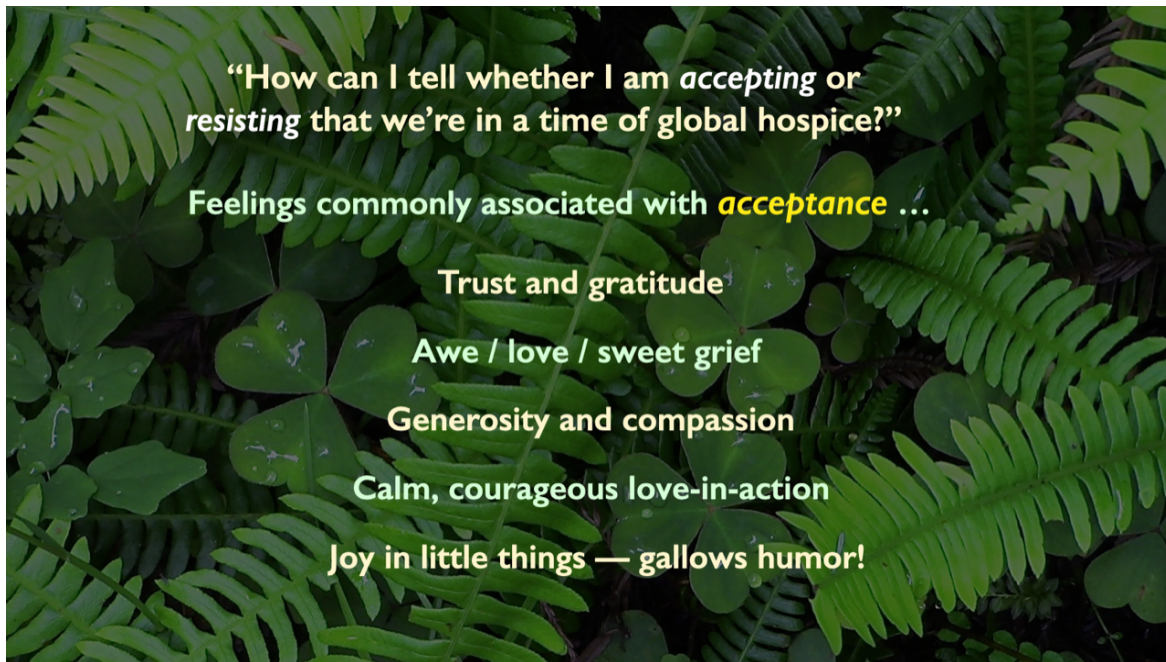 “How can I tell whether I am accepting or
resisting that we’re in a time of global hospice?”
Feelings commonly associated with acceptance …
Trust and gratitude
Awe / love / sweet grief
Generosity and compassion
Calm, courageous love-in-action
Joy in little things — gallows humor!